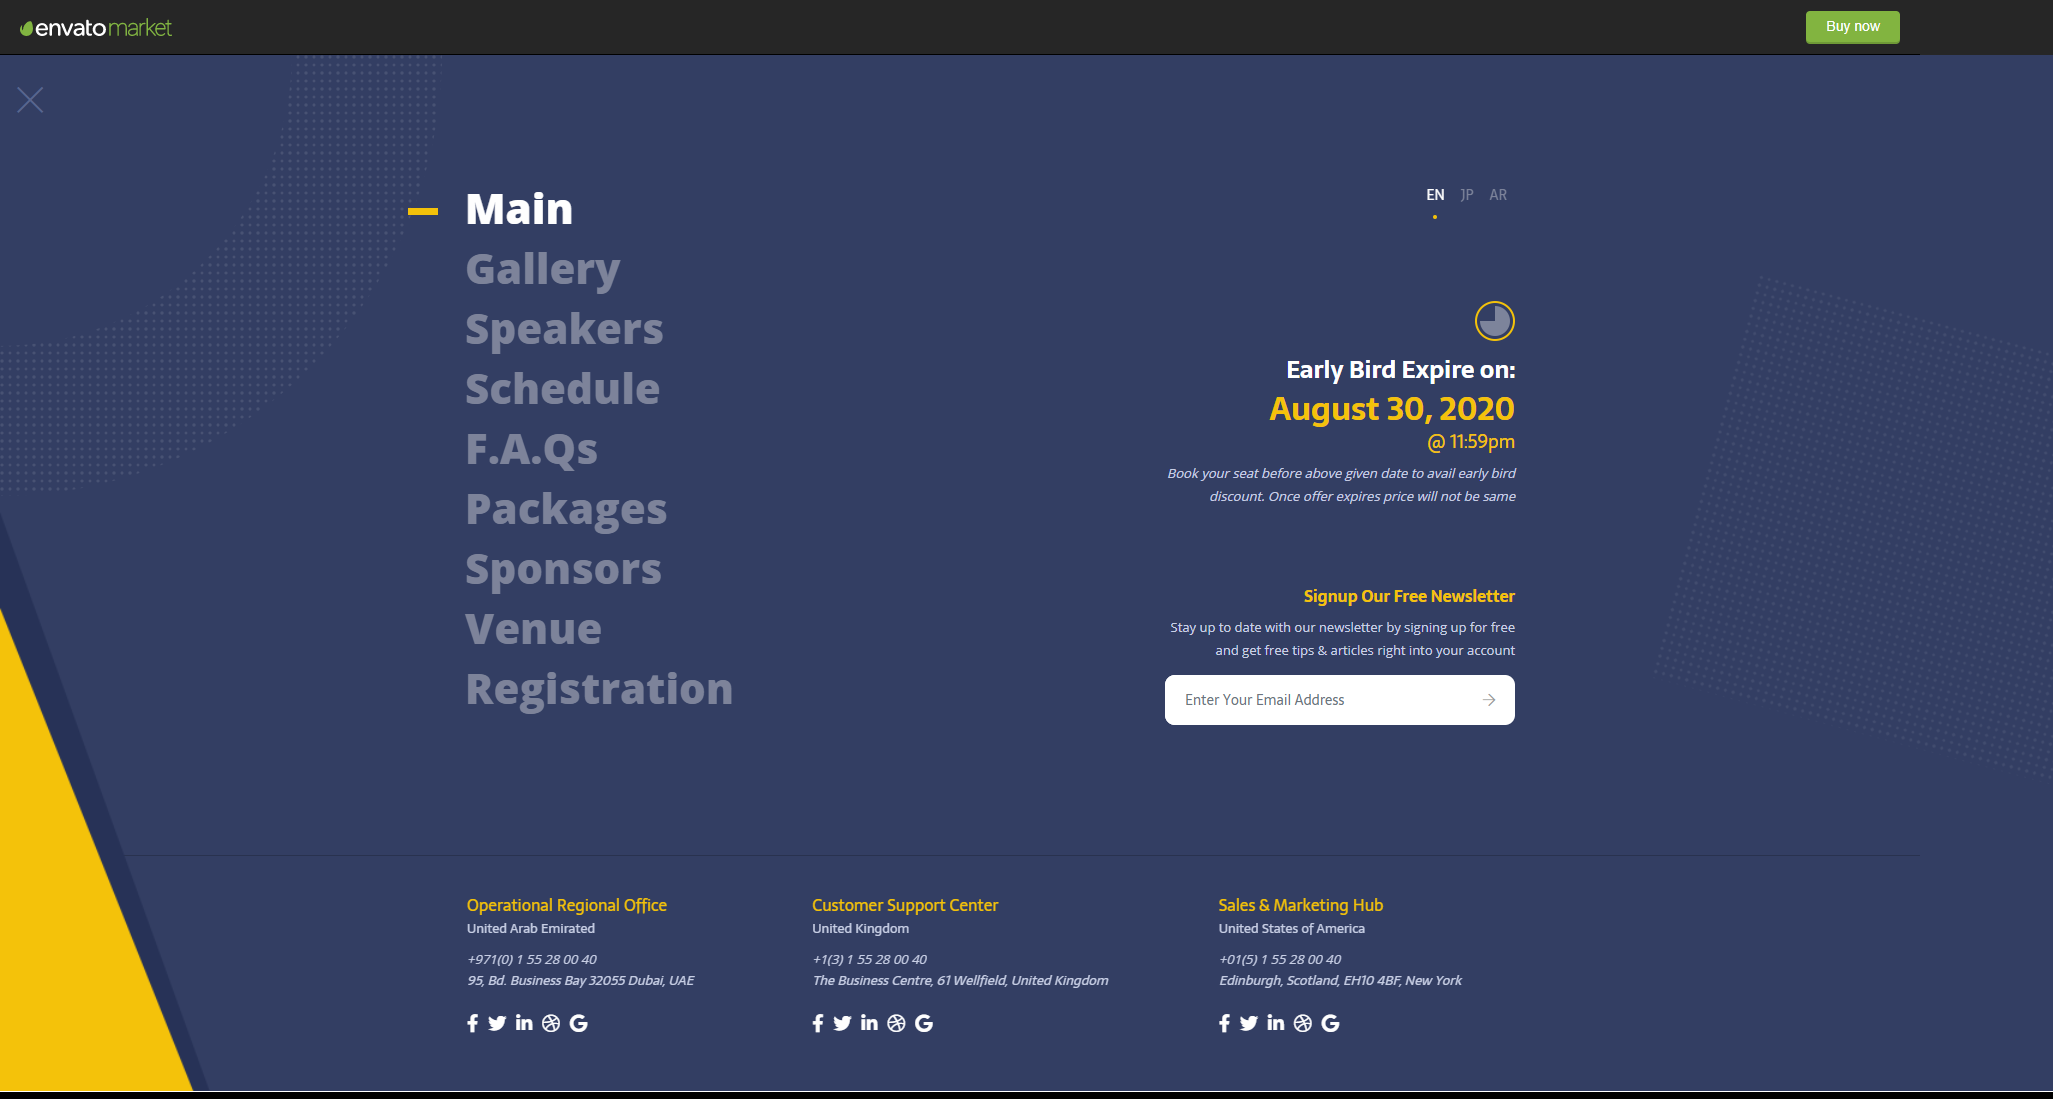 envato market
Buy now
Main
Gallery
Speakers
Schedule
F.A.Qs
Packages
Sponsors
Venue
Registration
EN JP AR
Early Bird Expire on:
August 30, 2020
@ 11:59pm
Book your seat before above given date to avail early bird
discount. Once offer expires price will not be same
Signup Our Free Newsletter
Stay up to date with our newsletter by signing up for free
and get free tips & articles right into your account
Enter Your Email Address
Operational Regional Office
United Arab Emirated
+971(0) 1 55 28 00 40
95, Bd. Business Bay 32055 Dubai, UAE
Customer Support Center
United Kingdom
+1(3) 1 55 28 00 40
The Business Centre, 61 Wellfield, United Kingdom
Sales & Marketing Hub
United States of America
+01(5) 1 55 28 00 40
Edinburgh, Scotland, EH10 4BF, New York